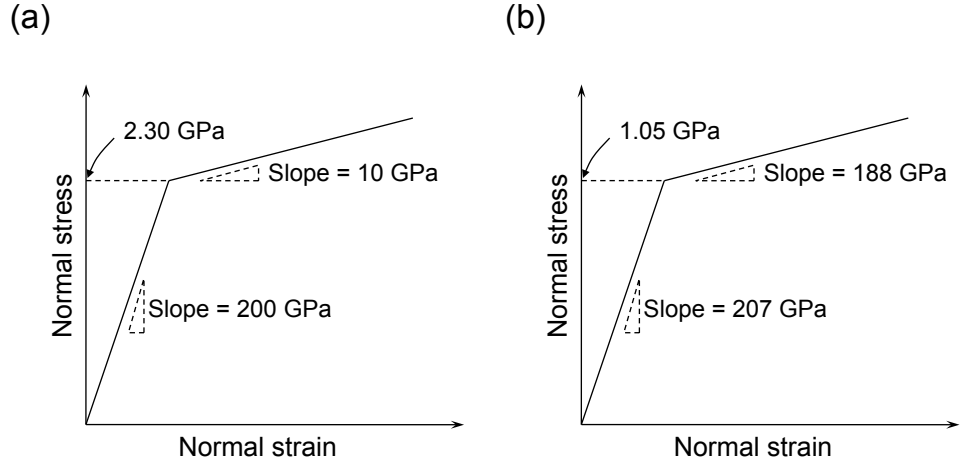 (a)
2.30 GPa
Slope = 10 GPa
Slope = 200 GPa
Normal stress
Normal strain
(b)
1.05 GPa
Slope = 188 GPa
Slope = 207 GPa
Normal stress
Normal strain